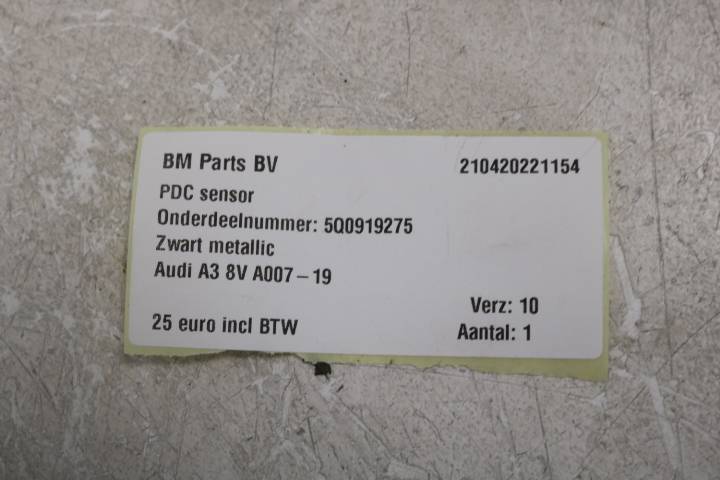 BM Parts BV 210420221154
PDC sensor
Onderdeelnummer: 5Q0919275
Zwart metallic
Audi A3 8V A007-19
Verz: 10
25 euro incl BTW Aantal: 1